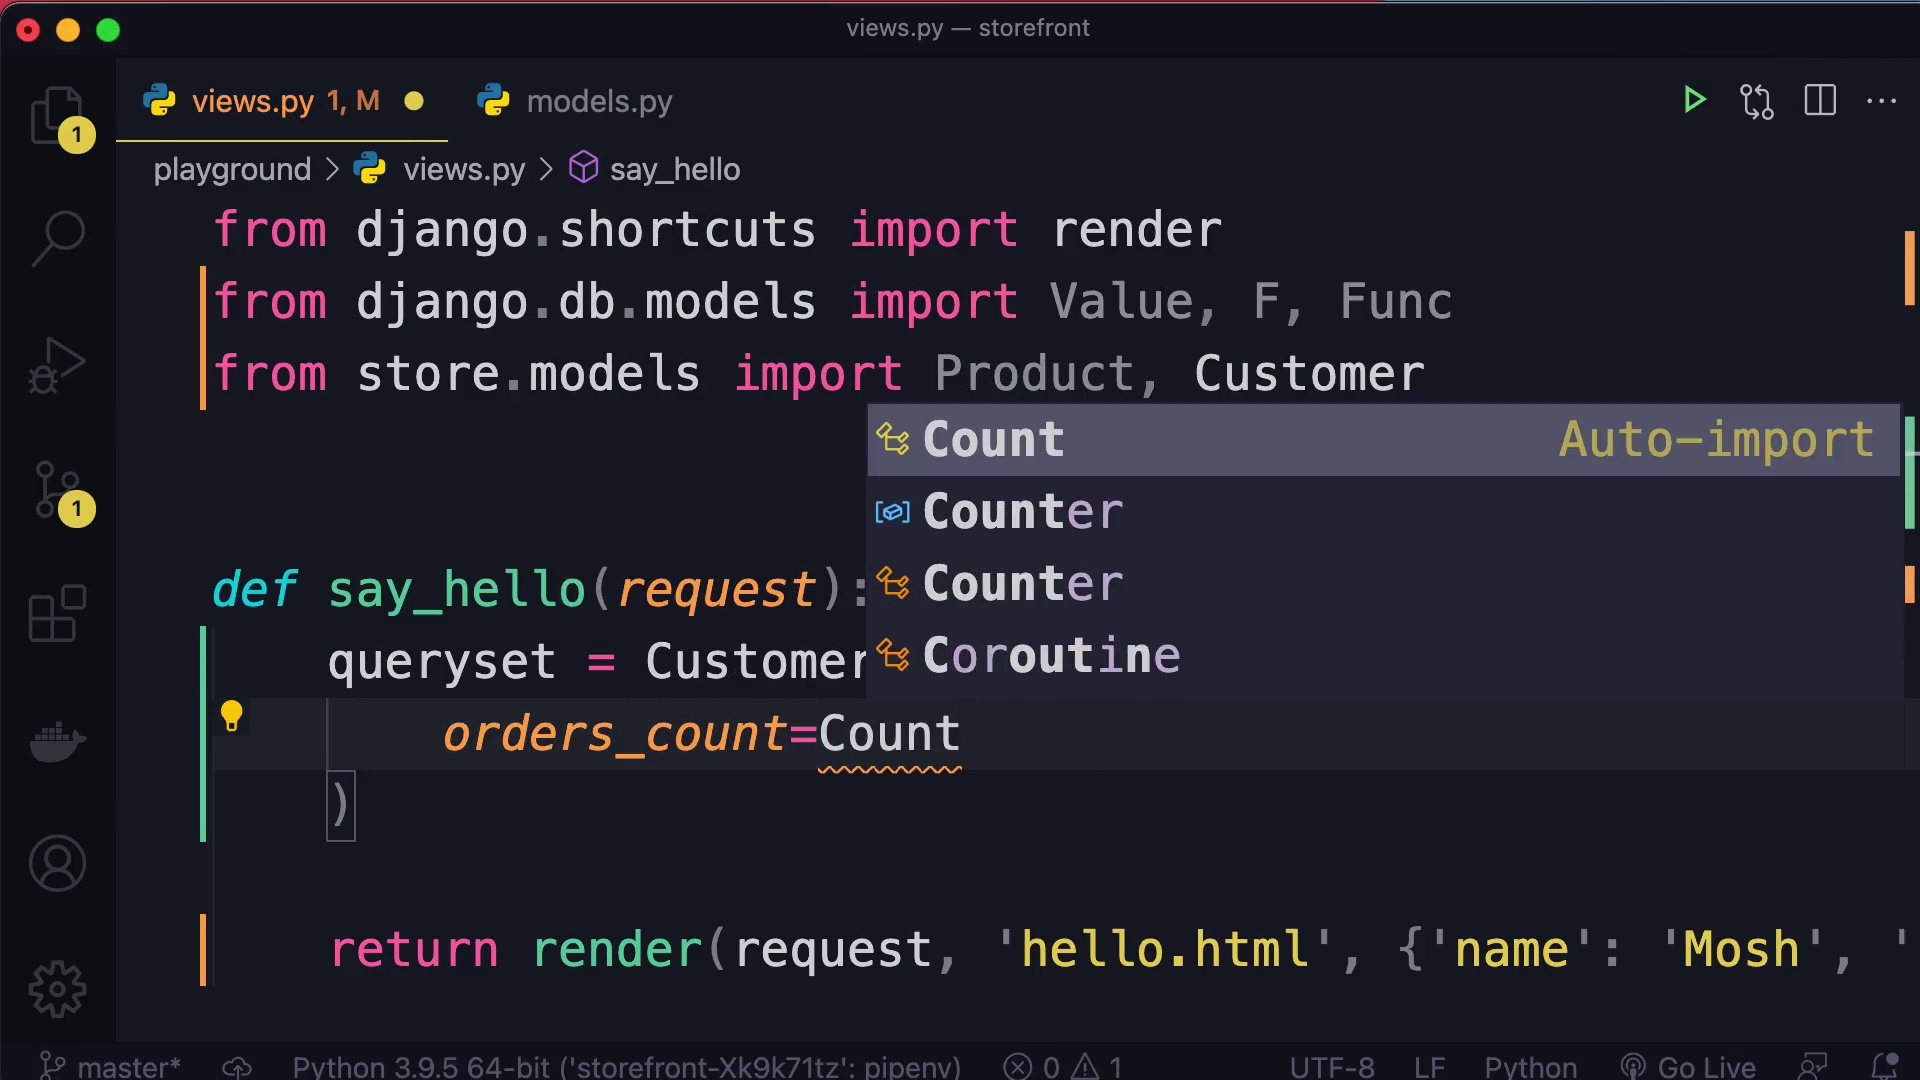 views.py — storefront
views.py 1, M
models.py
1
playground > views.py > say_hello
from django.shortcuts import render
from django.db.models import Value, F, Func
from store.models import Product, Customer
Count Auto-import
Counter
Counter
Coroutine
1
def say_hello(request):
queryset = Customer
orders_count=Count
)
return render(request, 'hello.html', {'name': 'Mosh', '
master* Python 3.9.5 64-bit ('storefront-Xk9k71tz': pipenv) 0 1 UTF-8 LF Python Go Live